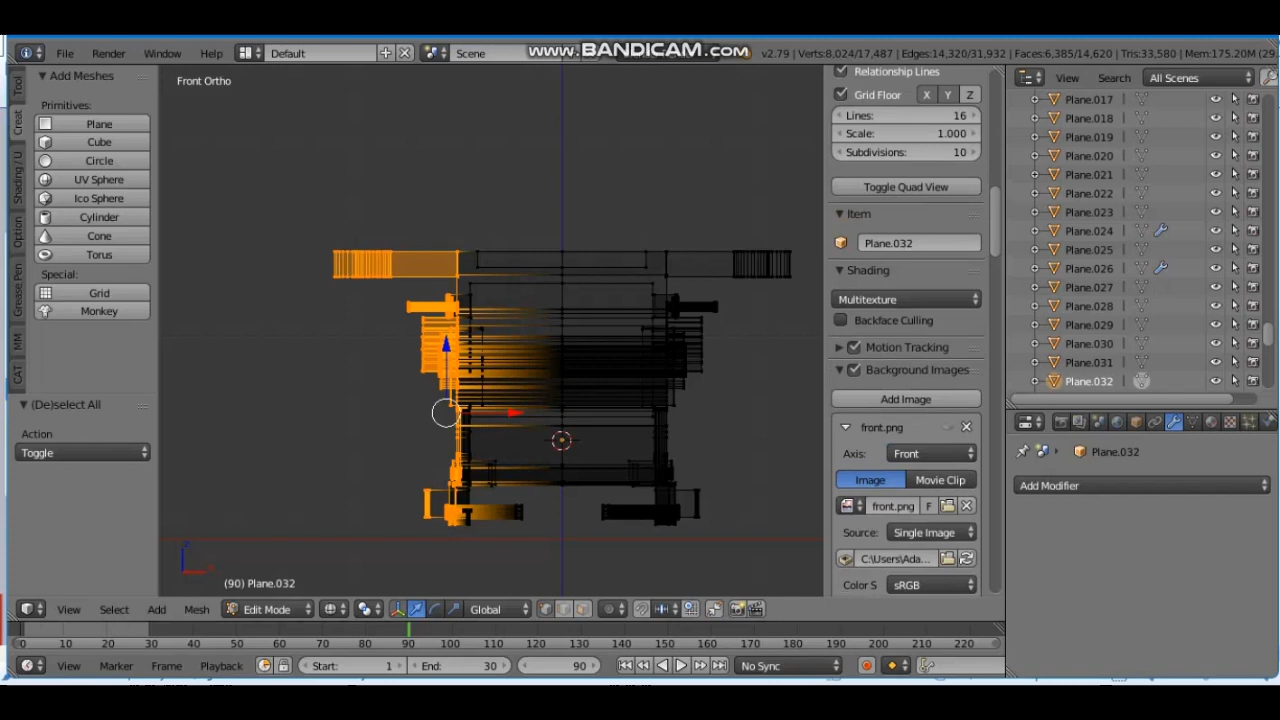 File Render Window Help Default Scene www.BANDICAM.com v2.79 | Verts:8,024/17,487 | Edges:14,320/31,932 | Faces:6,385/14,620 | Tris:33,580 | Mem:175.20M (29.
Add Meshes
Primitives:
Plane
Cube
Circle
UV Sphere
Ico Sphere
Cylinder
Cone
Torus
Special:
Grid
Monkey
(De)select All
Action
Toggle
Tool
Creat
Shading / U
Option
Grease Pen
MM
CAT
Front Ortho
(90) Plane.032
Relationship Lines
Grid Floor X Y Z
Lines: 16
Scale: 1.000
Subdivisions: 10
Toggle Quad View
Item
Plane.032
Shading
Multitexture
Backface Culling
Motion Tracking
Background Images
Add Image
front.png
Axis: Front
Image Movie Clip
front.png F
Source: Single Image
C:\Users\Ada...
Color S sRGB
View Search All Scenes
Plane.017
Plane.018
Plane.019
Plane.020
Plane.021
Plane.022
Plane.023
Plane.024
Plane.025
Plane.026
Plane.027
Plane.028
Plane.029
Plane.030
Plane.031
Plane.032
Plane.032
Add Modifier
View Select Add Mesh Edit Mode Global
0 10 20 30 40 50 60 70 80 90 100 110 120 130 140 150 160 170 180 190 200 210 220
View Marker Frame Playback Start: 1 End: 30 90 No Sync